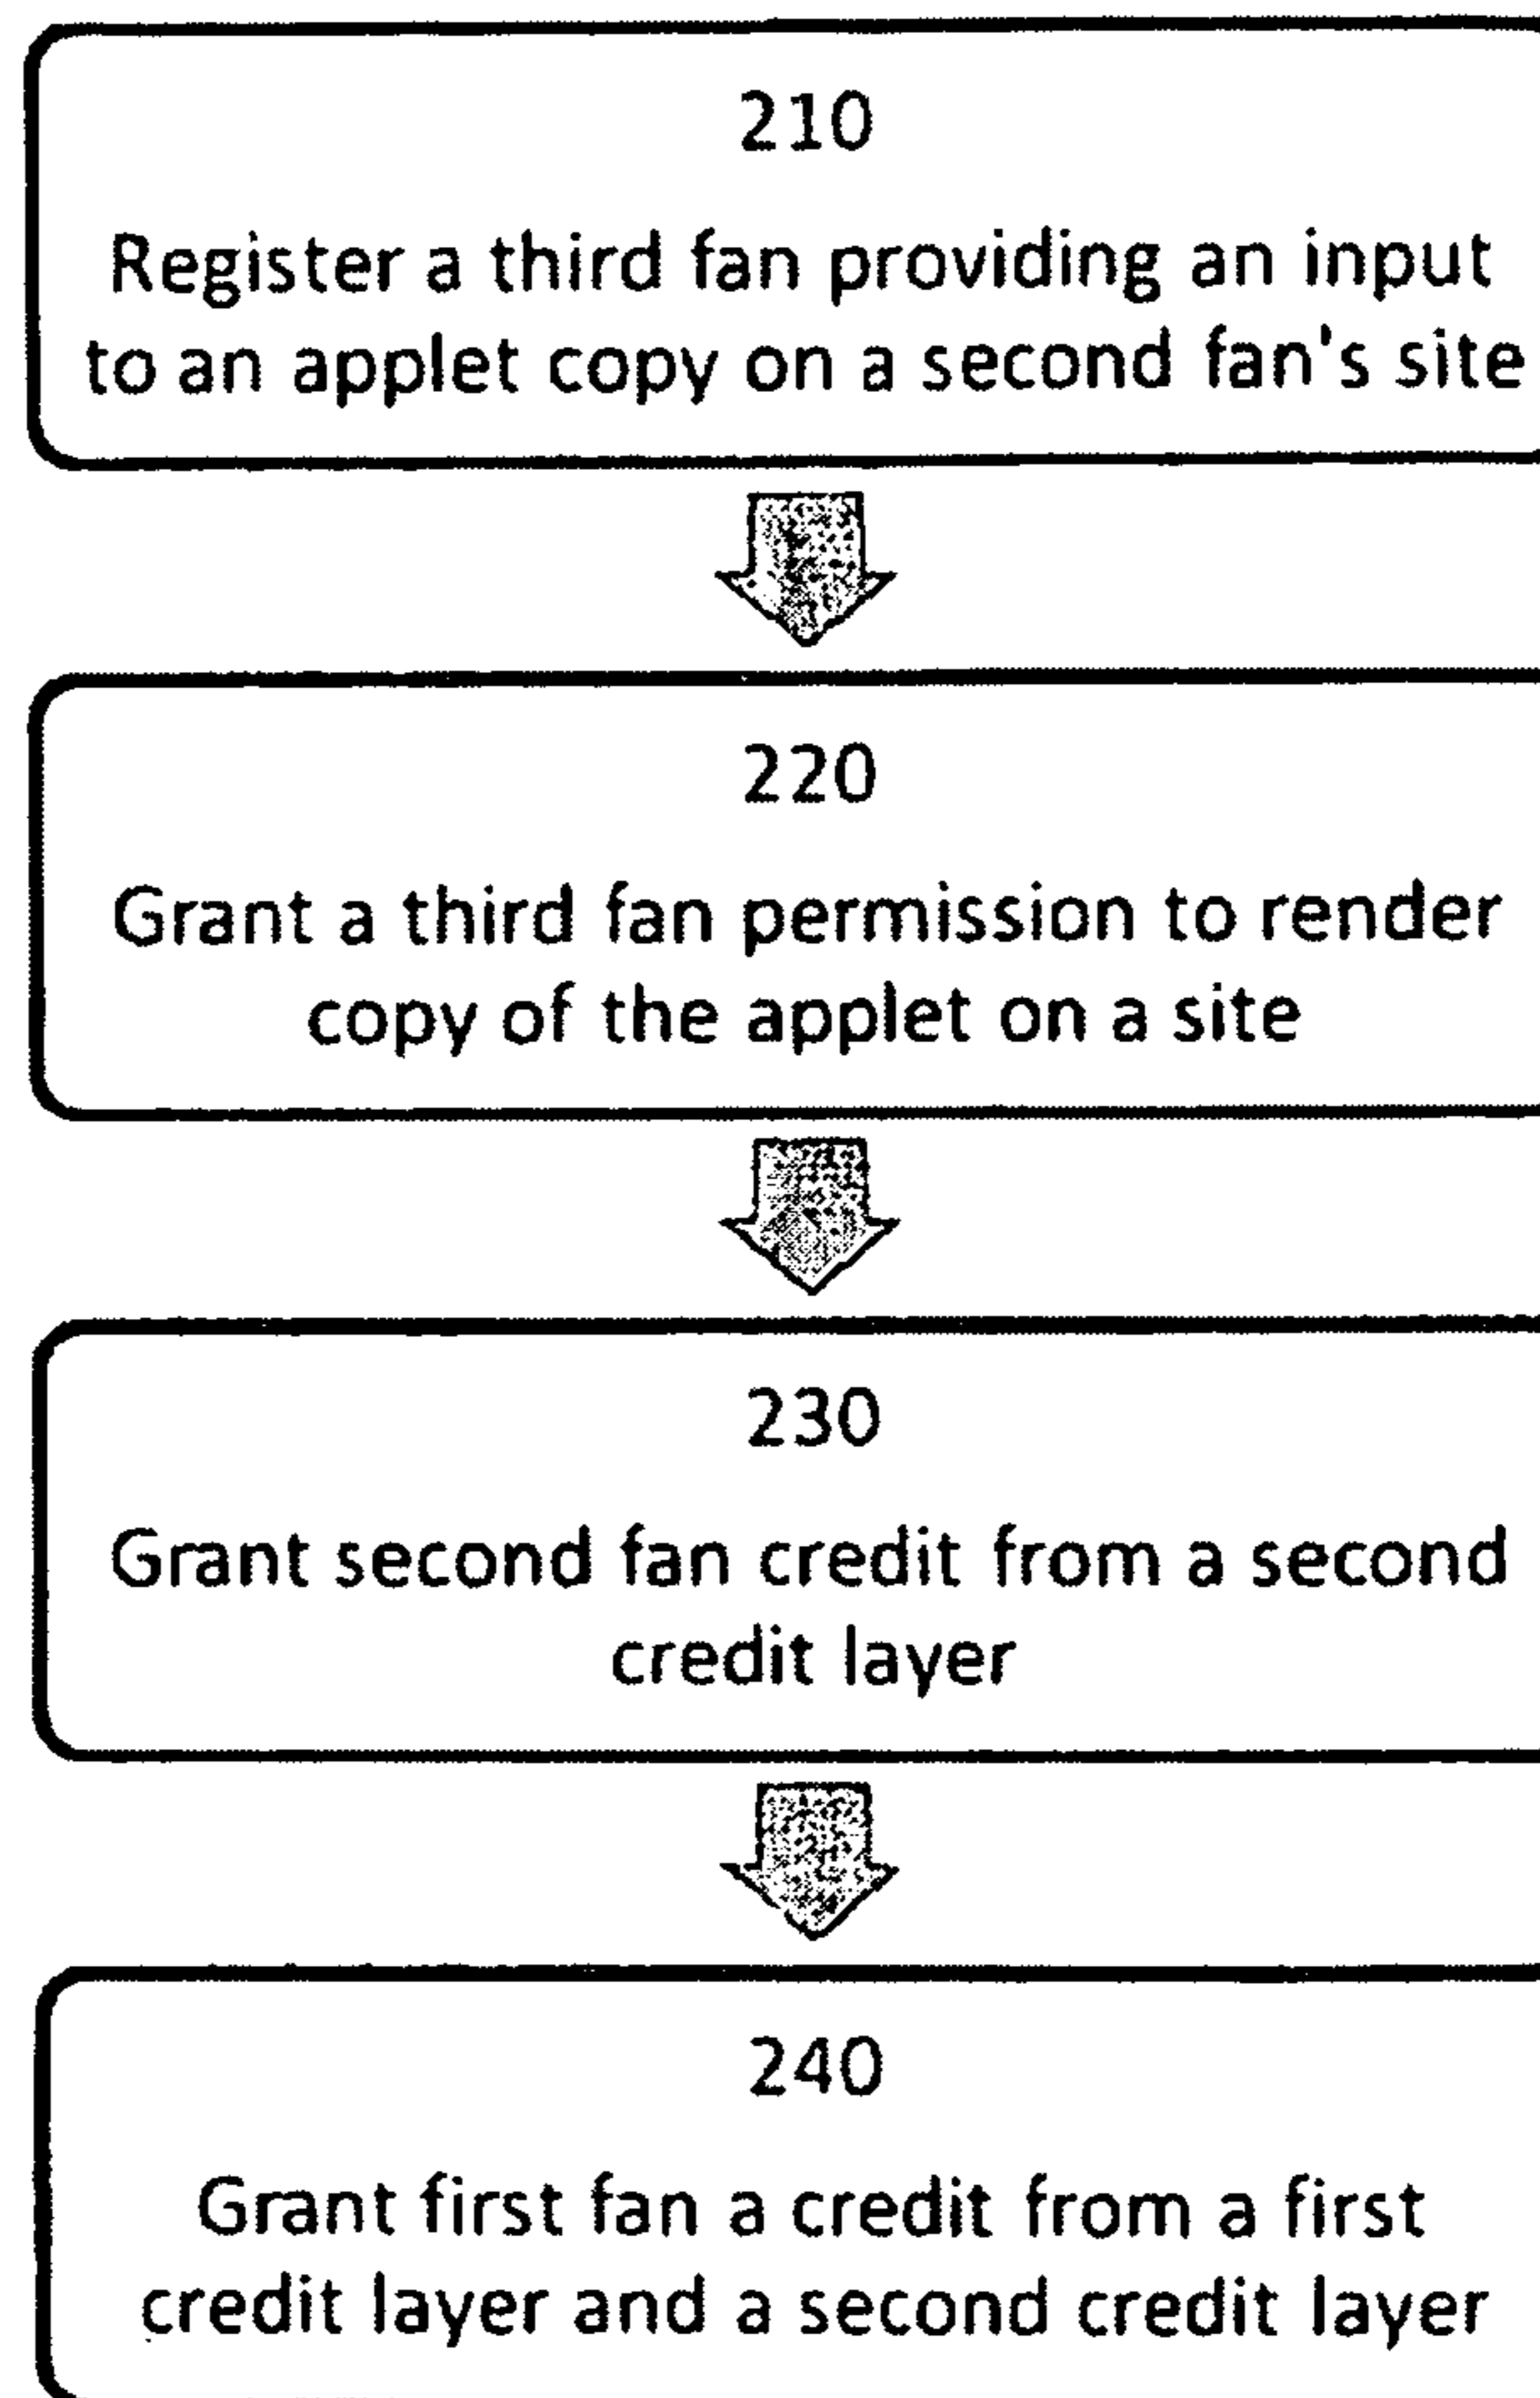 210
Register a third fan providing an input
to an applet copy on a second fan's site
220
Grant a third fan permission to render
copy of the applet on a site
230
Grant second fan credit from a second
credit layer
240
Grant first fan a credit from a first
credit layer and a second credit layer